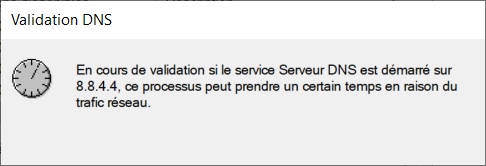 Validation DNS
En cours de validation si le service Serveur DNS est démarré sur
8.8.4.4, ce processus peut prendre un certain temps en raison du
trafic réseau.